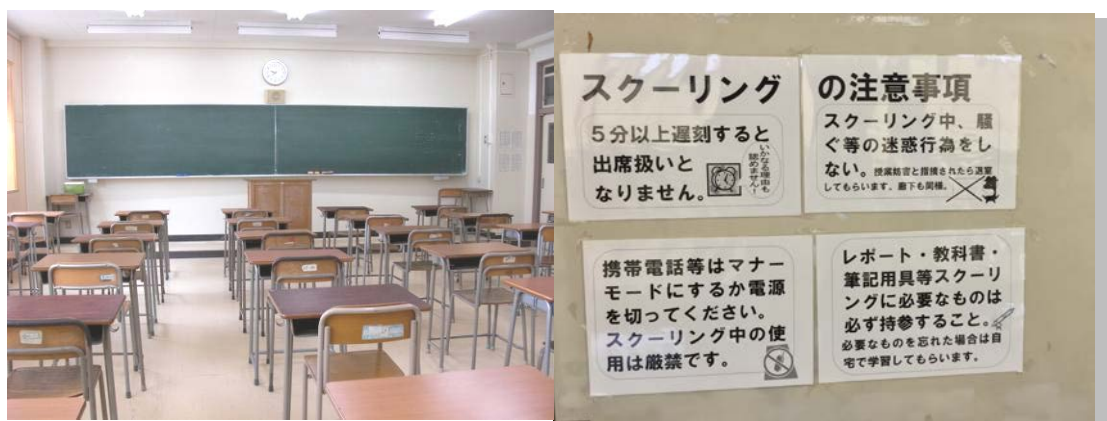 スクーリング の注意事項
5分以上遅刻すると
出席扱いと
なりません。
いかなる理由も
認めません！
スクーリング中、騒
ぐ等の迷惑行為をし
ない。授業妨害と指摘されたら退室
してもらいます。廊下も同様。
携帯電話等はマナー
モードにするか電源
を切ってください。
スクーリング中の使
用は厳禁です。
レポート・教科書・
筆記用具等スクーリ
ングに必要なものは
必ず持参すること。
必要なものを忘れた場合は自
宅で学習してもらいます。